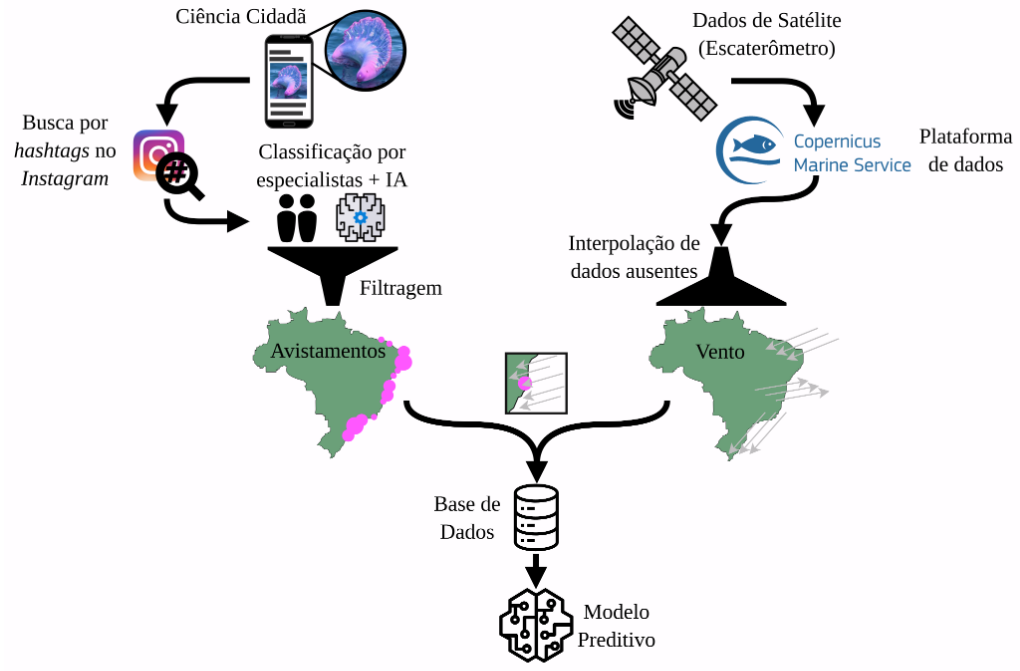 Ciência Cidadã
Busca por
hashtags no
Instagram
#
Classificação por
especialistas + IA
Filtragem
Avistamentos
Dados de Satélite
(Escaterômetro)
Copernicus
Marine Service
Plataforma
de dados
Interpolação de
dados ausentes
Vento
Base de
Dados
Modelo
Preditivo